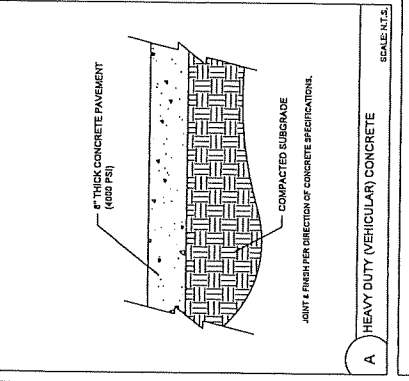 " THICK CONCRETE PAVEMENT
(4000 PSI)
COMPACTED SUBGRADE
JOINT & FINISH PER DIRECTION OF CONCRETE SPECIFICATIONS.
A
HEAVY DUTY (VEHICULAR) CONCRETE
SCALE: N.T.S.